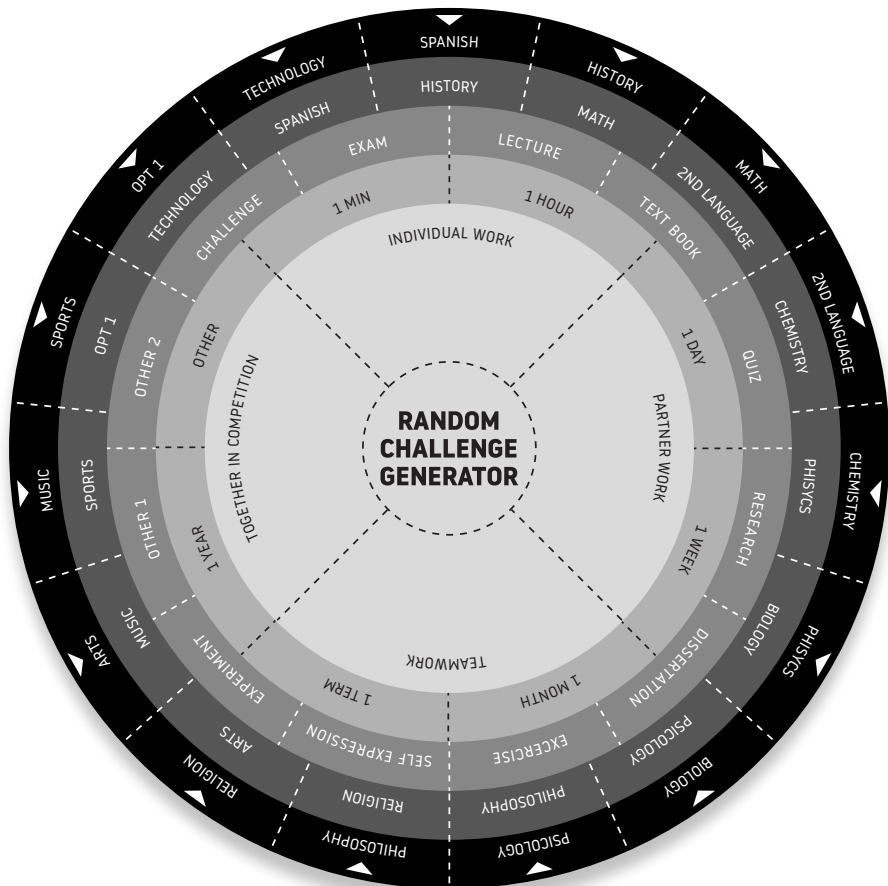 SPANISH
HISTORY
MATH
2ND LANGUAGE
CHEMISTRY
PHISYCS
BIOLOGY
PSICOLOGY
PHILOSOPHY
RELIGION
ARTS
MUSIC
SPORTS
OPT 1
TECHNOLOGY
HISTORY
MATH
2ND LANGUAGE
CHEMISTRY
PHISYCS
BIOLOGY
PSICOLOGY
PHILOSOPHY
RELIGION
ARTS
MUSIC
SPORTS
OPT 1
TECHNOLOGY
SPANISH
EXAM
LECTURE
TEXT BOOK
QUIZ
RESEARCH
DISSERTATION
EXCERCISE
SELF EXPRESSION
EXPERIMENT
OTHER 1
OTHER 2
CHALLENGE
1 MIN
1 HOUR
1 DAY
1 WEEK
1 MONTH
1 TERM
1 YEAR
OTHER
INDIVIDUAL WORK
PARTNER WORK
TEAMWORK
TOGETHER IN COMPETITION
RANDOM
CHALLENGE
GENERATOR